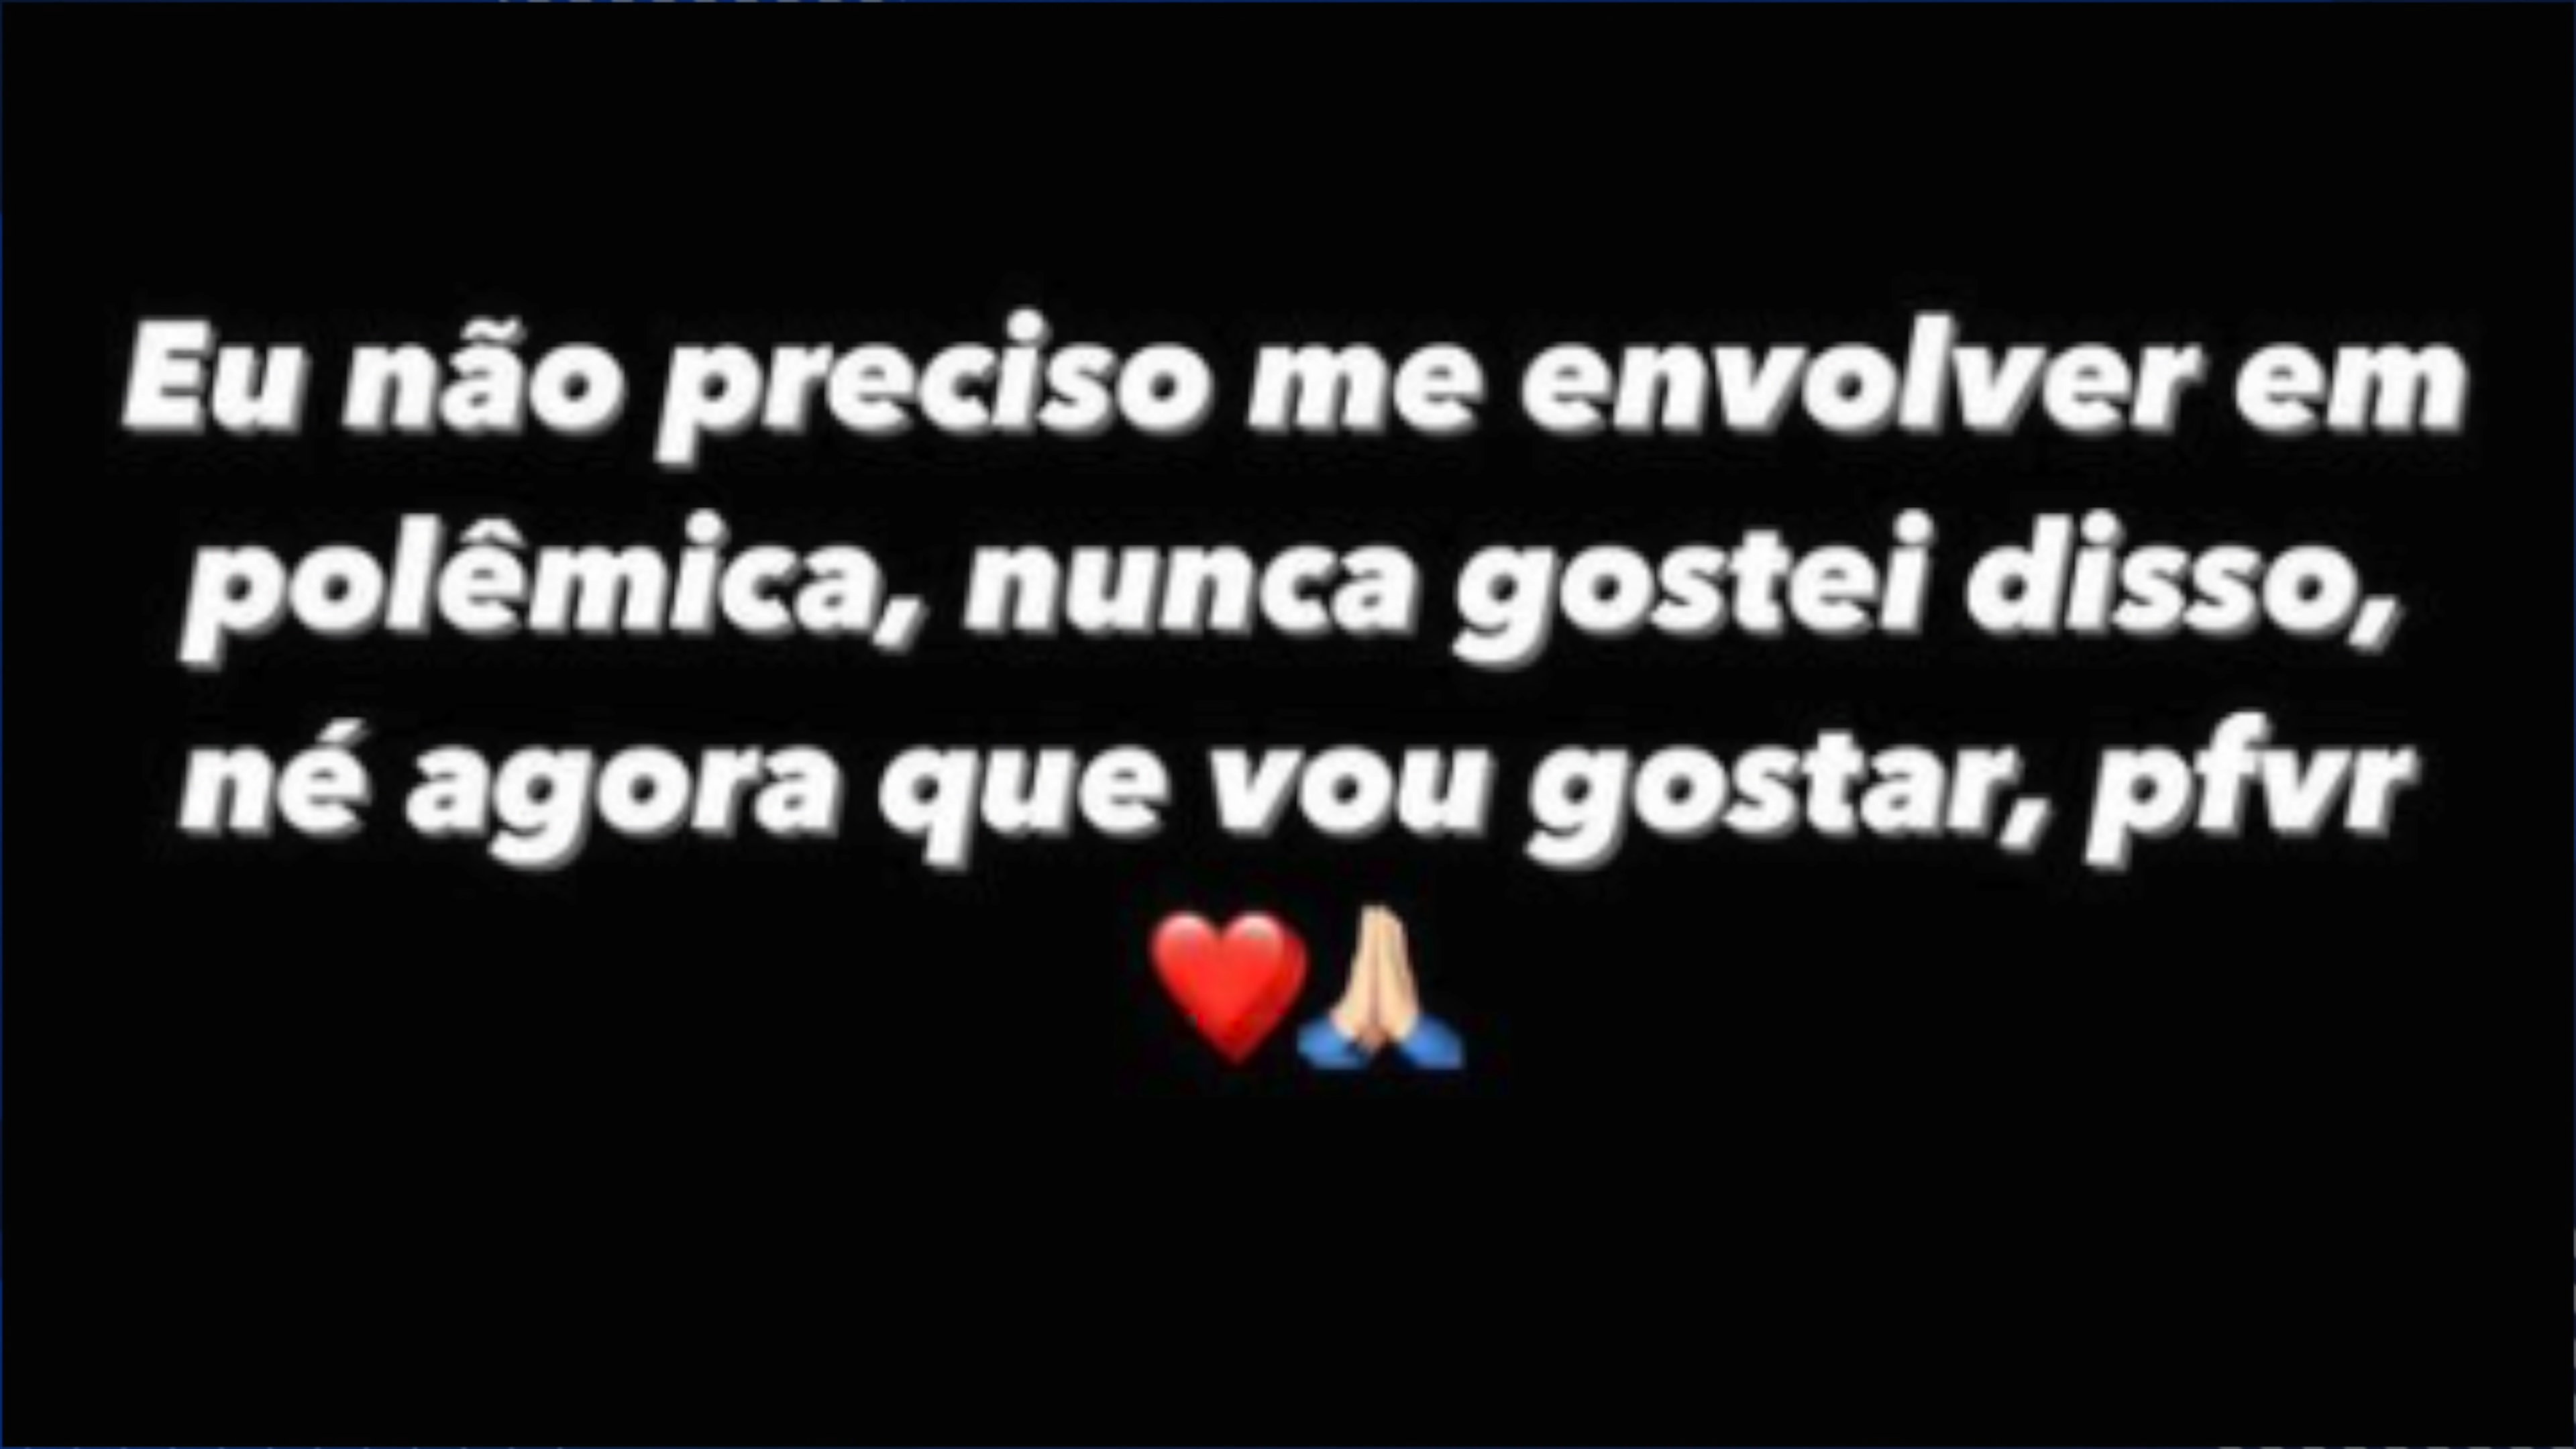 Eu não preciso me envolver em
polêmica, nunca gostei disso,
né agora que vou gostar, pfvr
❤️🙏🏼